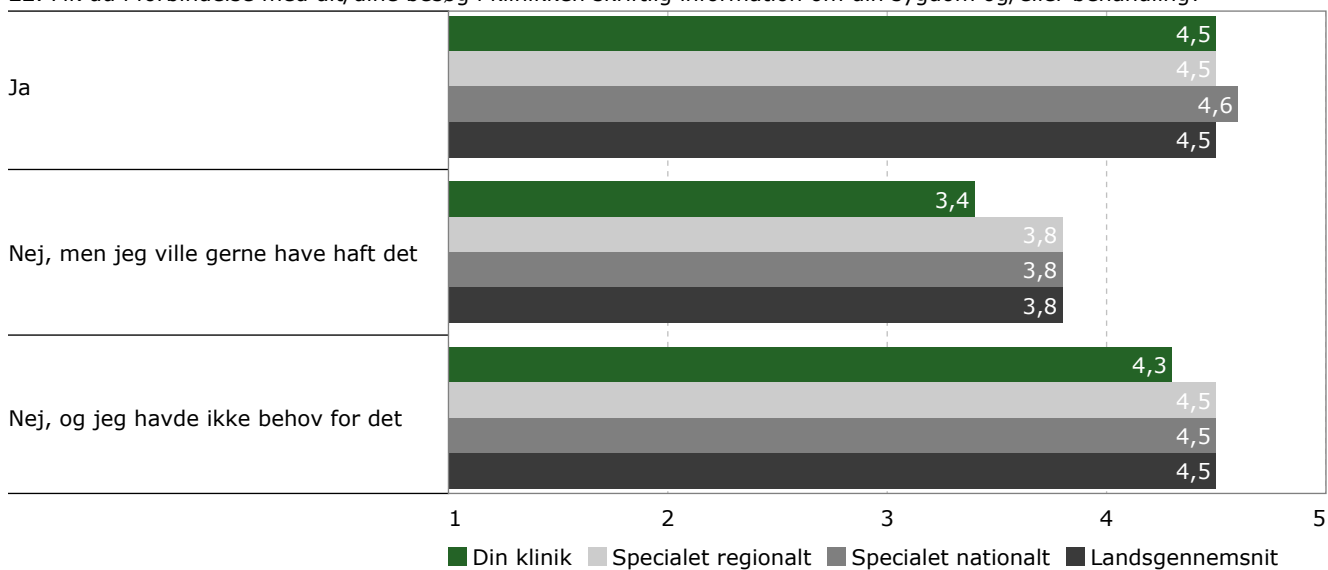 Ja
4,5
4,5
4,6
4,5
Nej, men jeg ville gerne have haft det
3,4
3,8
3,8
3,8
Nej, og jeg havde ikke behov for det
4,3
4,5
4,5
4,5
1 2 3 4 5
Din klinik Specialet regionalt Specialet nationalt Landsgennemsnit